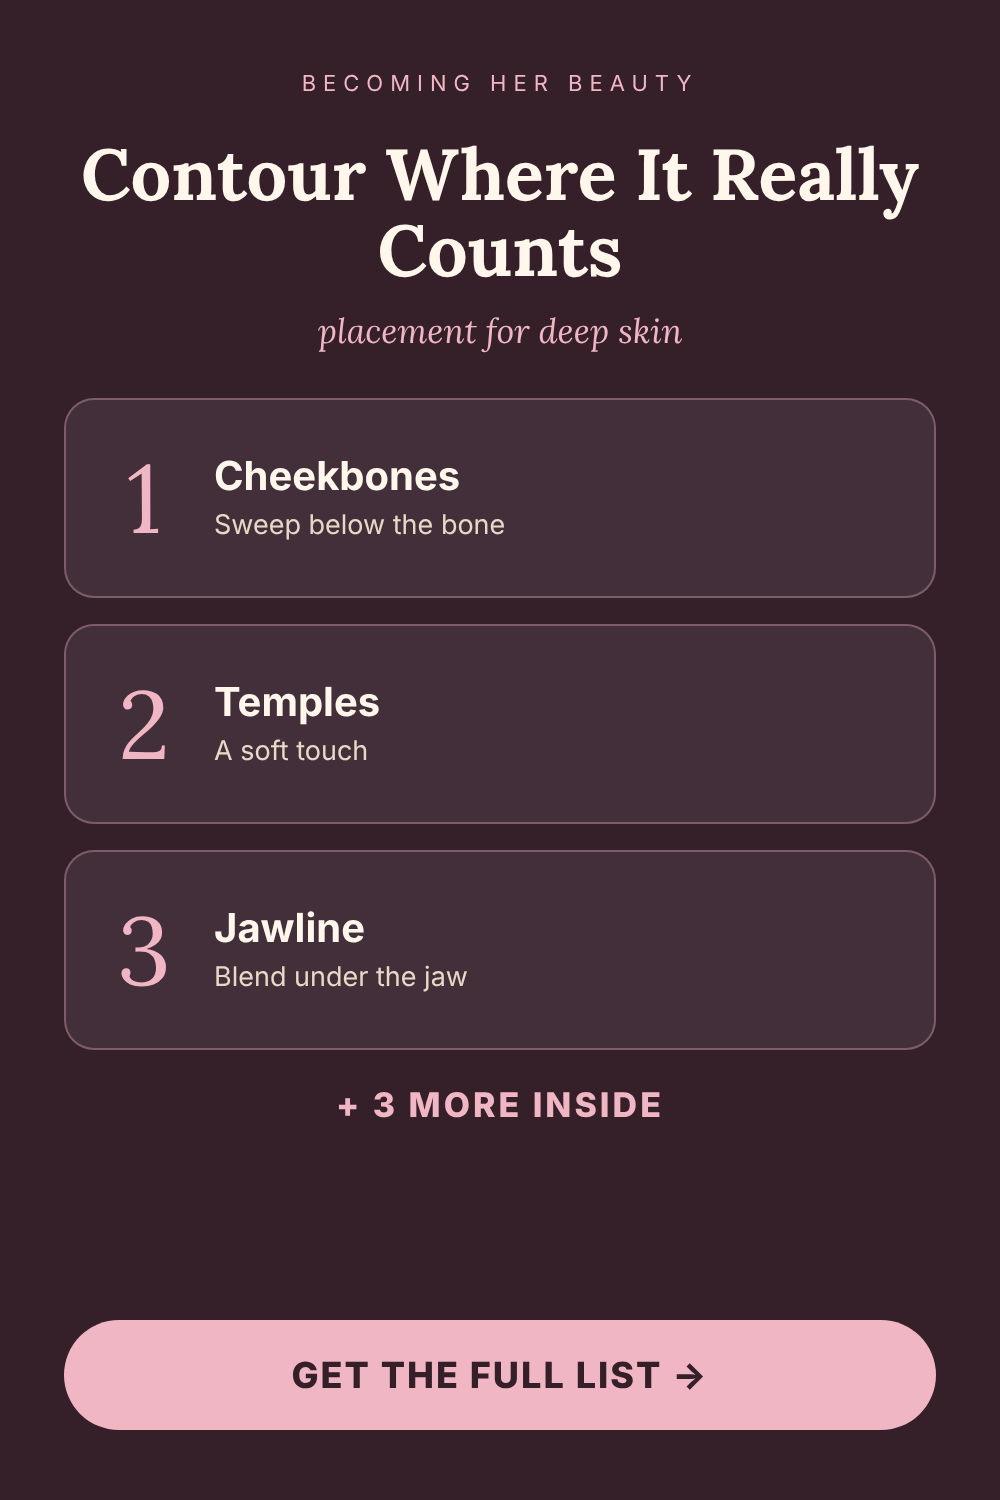 BECOMING HER BEAUTY
Contour Where It Really
Counts
placement for deep skin
1
Cheekbones
Sweep below the bone
2
Temples
A soft touch
3
Jawline
Blend under the jaw
+ 3 MORE INSIDE
GET THE FULL LIST →